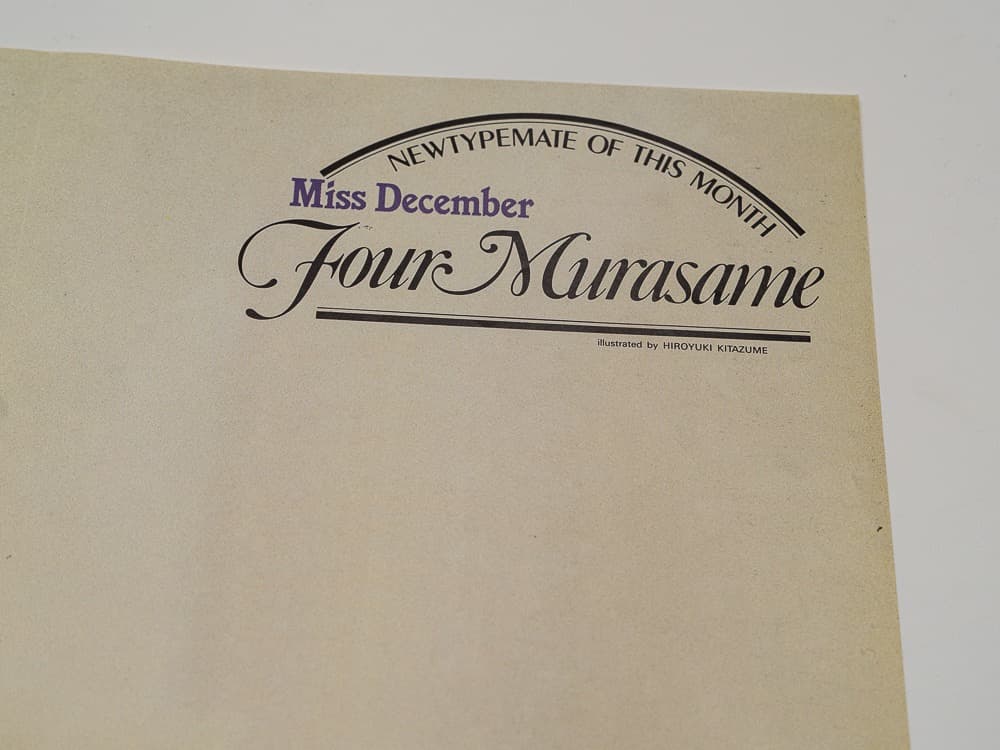 NEWTYPEMATE OF THIS MONTH
Miss December
Four Murasame
illustrated by HIROYUKI KITAZUME